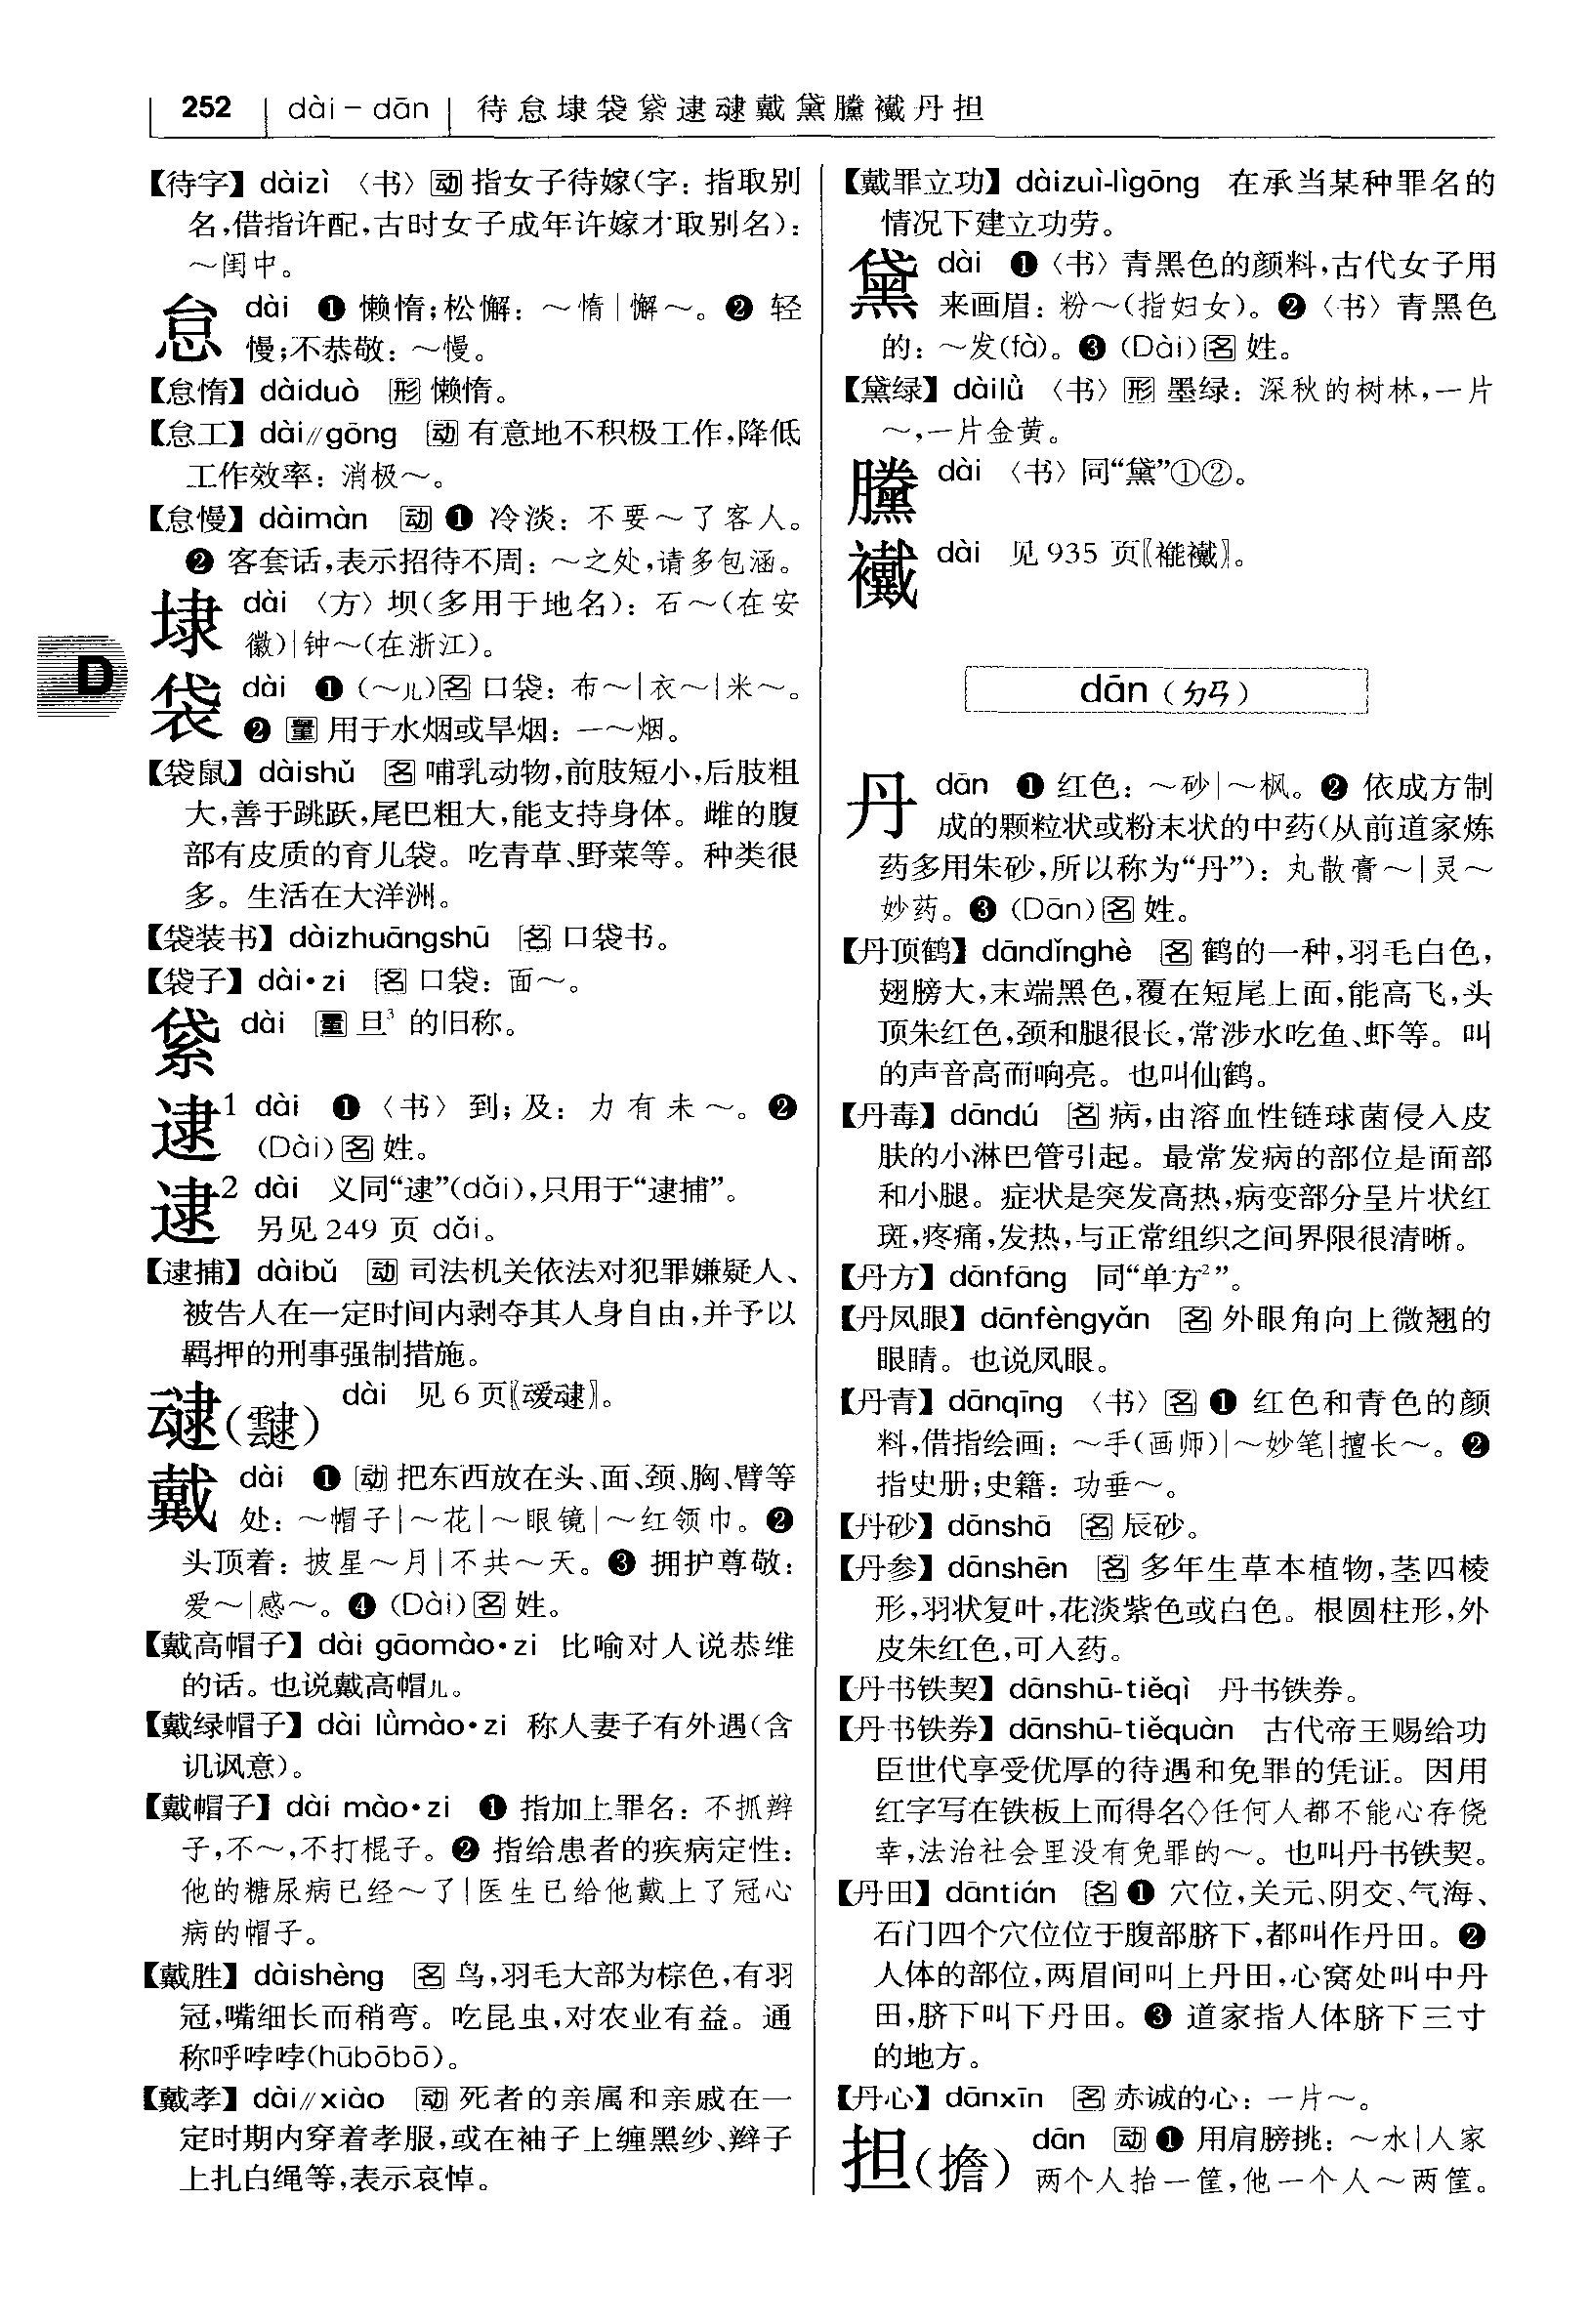 252 dài－dān 待怠埭袋紒逮叇戴黛䲦襶丹担
【待字】dàizì 〈书〉动 指女子待嫁(字：指取别
名,借指许配,古时女子成年许嫁才取别名)：
～闺中。
怠 dài ❶ 懒惰;松懈：～惰|懈～。❷ 轻
慢;不恭敬：～慢。
【怠惰】dàiduò 形 懒惰。
【怠工】dài∥gōng 动 有意地不积极工作,降低
工作效率：消极～。
【怠慢】dàimàn 动 ❶ 冷淡：不要～了客人。
❷ 客套话,表示招待不周：～之处,请多包涵。
埭 dài 〈方〉坝(多用于地名)：石～(在安
徽)|钟～(在浙江)。
袋 dài ❶ (～儿)名 口袋：布～|衣～|米～。
❷ 量 用于水烟或旱烟：一～烟。
【袋鼠】dàishǔ 名 哺乳动物,前肢短小,后肢粗
大,善于跳跃,尾巴粗大,能支持身体。雌的腹
部有皮质的育儿袋。吃青草、野菜等。种类很
多。生活在大洋洲。
【袋装书】dàizhuāngshū 名 口袋书。
【袋子】dài·zi 名 口袋：面～。
帒 dài 量 旦³ 的旧称。
逮¹ dài ❶〈书〉到;及：力有未～。❷
(Dài)名 姓。
逮² dài 义同“逮”(dǎi),只用于“逮捕”。
另见 249 页 dǎi。
【逮捕】dàibǔ 动 司法机关依法对犯罪嫌疑人、
被告人在一定时间内剥夺其人身自由,并予以
羁押的刑事强制措施。
叇(靆) dài 见 6 页〖叆叇〗。
戴 dài ❶ 动 把东西放在头、面、颈、胸、臂等
处：～帽子|～花|～眼镜|～红领巾。❷
头顶着：披星～月|不共～天。❸ 拥护尊敬：
爱～|感～。❹ (Dài)名 姓。
【戴高帽子】dài gāomào·zi 比喻对人说恭维
的话。也说戴高帽儿。
【戴绿帽子】dài lǜmào·zi 称人妻子有外遇(含
讥讽意)。
【戴帽子】dài mào·zi ❶ 指加上罪名：不抓辫
子,不～,不打棍子。❷ 指给患者的疾病定性：
他的糖尿病已经～了|医生已给他戴上了冠心
病的帽子。
【戴胜】dàishèng 名 鸟,羽毛大部为棕色,有羽
冠,嘴细长而稍弯。吃昆虫,对农业有益。通
称呼哱哱(hūbōbō)。
【戴孝】dài∥xiào 动 死者的亲属和亲戚在一
定时期内穿着孝服,或在袖子上缠黑纱、辫子
上扎白绳等,表示哀悼。
D
【戴罪立功】dàizuì-lìgōng 在承当某种罪名的
情况下建立功劳。
黛 dài ❶〈书〉青黑色的颜料,古代女子用
来画眉：粉～(指妇女)。❷〈书〉青黑色
的：～发(fà)。❸ (Dài)名 姓。
【黛绿】dàilǜ 〈书〉形 墨绿：深秋的树林,一片
～,一片金黄。
dài 〈书〉同“黛”①②。
襶 dài 见 935 页〖褦襶〗。
dān（ㄉㄢ）
丹 dān ❶ 红色：～砂|～枫。❷ 依成方制
成的颗粒状或粉末状的中药(从前道家炼
药多用朱砂,所以称为“丹”)：丸散膏～|灵～
妙药。❸ (Dān)名 姓。
【丹顶鹤】dāndǐnghè 名 鹤的一种,羽毛白色,
翅膀大,末端黑色,覆在短尾上面,能高飞,头
顶朱红色,颈和腿很长,常涉水吃鱼、虾等。叫
的声音高而响亮。也叫仙鹤。
【丹毒】dāndú 名 病,由溶血性链球菌侵入皮
肤的小淋巴管引起。最常发病的部位是面部
和小腿。症状是突发高热,病变部分呈片状红
斑,疼痛,发热,与正常组织之间界限很清晰。
【丹方】dānfāng 同“单方²”。
【丹凤眼】dānfèngyǎn 名 外眼角向上微翘的
眼睛。也说凤眼。
【丹青】dānqīng 〈书〉名 ❶ 红色和青色的颜
料,借指绘画：～手(画师)|～妙笔|擅长～。❷
指史册;史籍：功垂～。
【丹砂】dānshā 名 辰砂。
【丹参】dānshēn 名 多年生草本植物,茎四棱
形,羽状复叶,花淡紫色或白色。根圆柱形,外
皮朱红色,可入药。
【丹书铁契】dānshū-tiěqì 丹书铁券。
【丹书铁券】dānshū-tiěquàn 古代帝王赐给功
臣世代享受优厚的待遇和免罪的凭证。因用
红字写在铁板上而得名◇任何人都不能心存侥
幸,法治社会里没有免罪的～。也叫丹书铁契。
【丹田】dāntián 名 ❶ 穴位,关元、阴交、气海、
石门四个穴位位于腹部脐下,都叫作丹田。❷
人体的部位,两眉间叫上丹田,心窝处叫中丹
田,脐下叫下丹田。❸ 道家指人体脐下三寸
的地方。
【丹心】dānxīn 名 赤诚的心：一片～。
担(擔) dān 动 ❶ 用肩膀挑：～水|人家
两个人抬一筐,他一个人～两筐。